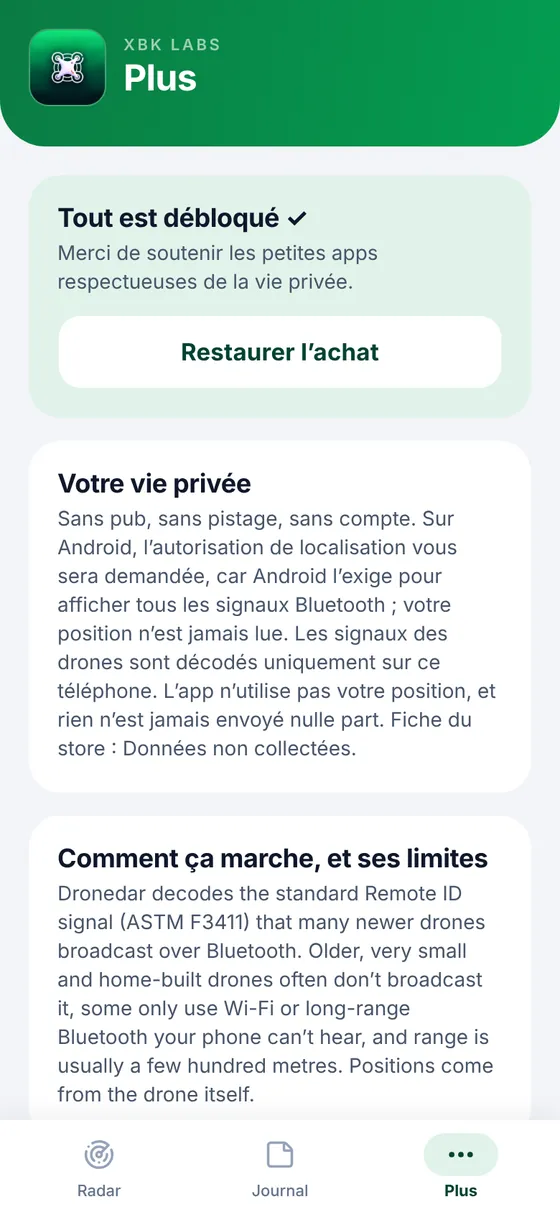 XBK LABS
Plus
Tout est débloqué ✓
Merci de soutenir les petites apps
respectueuses de la vie privée.
Restaurer l’achat
Votre vie privée
Sans pub, sans pistage, sans compte. Sur
Android, l’autorisation de localisation vous
sera demandée, car Android l’exige pour
afficher tous les signaux Bluetooth ; votre
position n’est jamais lue. Les signaux des
drones sont décodés uniquement sur ce
téléphone. L’app n’utilise pas votre position, et
rien n’est jamais envoyé nulle part. Fiche du
store : Données non collectées.
Comment ça marche, et ses limites
Dronedar decodes the standard Remote ID
signal (ASTM F3411) that many newer drones
broadcast over Bluetooth. Older, very small
and home-built drones often don’t broadcast
it, some only use Wi-Fi or long-range
Bluetooth your phone can’t hear, and range is
usually a few hundred metres. Positions come
from the drone itself.
Radar
Journal
Plus